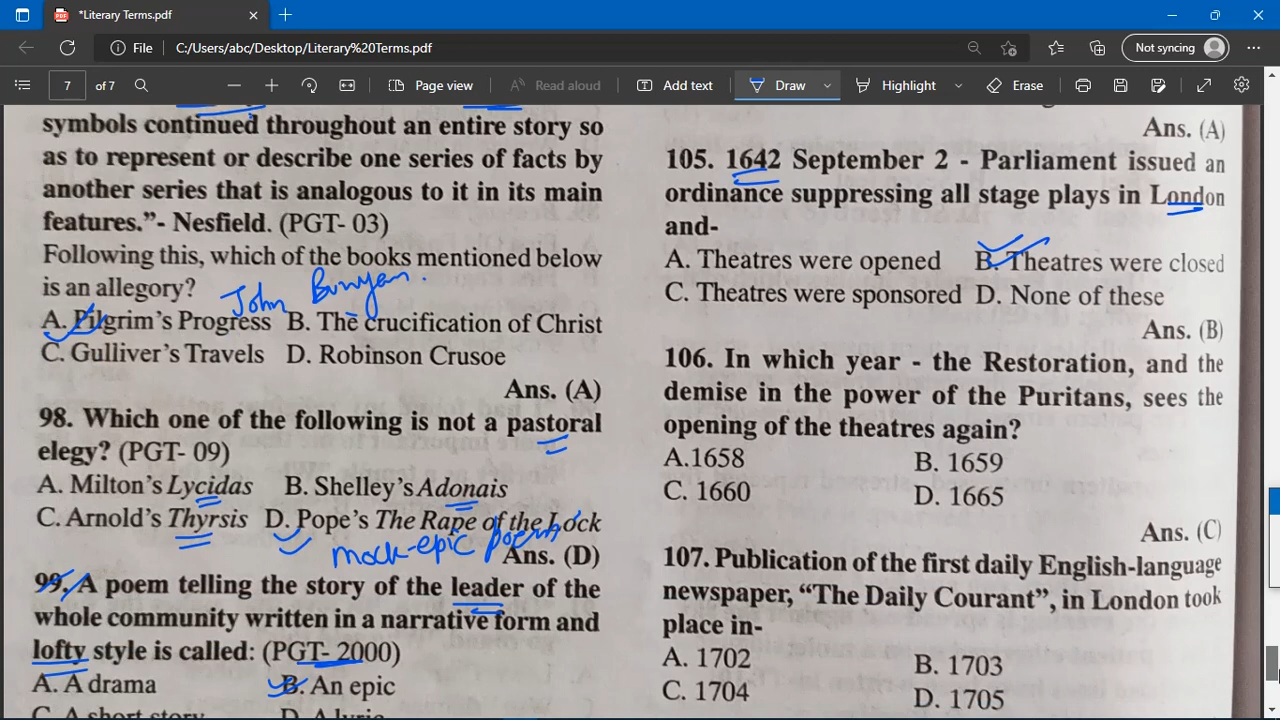 *Literary Terms.pdf
File
C:/Users/abc/Desktop/Literary%20Terms.pdf
Not syncing
7
of 7
Page view
Read aloud
Add text
Draw
Highlight
Erase
symbols continued throughout an entire story so
as to represent or describe one series of facts by
another series that is analogous to it in its main
features.”- Nesfield. (PGT- 03)
Following this, which of the books mentioned below
is an allegory?
John Bunyan.
A. Pilgrim's Progress B. The crucification of Christ
C. Gulliver's Travels D. Robinson Crusoe
Ans. (A)
98. Which one of the following is not a pastoral
elegy? (PGT- 09)
A. Milton's Lycidas B. Shelley's Adonais
C. Arnold's Thyrsis D. Pope's The Rape of the Lock
mock-epic poem
Ans. (D)
99. A poem telling the story of the leader of the
whole community written in a narrative form and
lofty style is called: (PGT- 2000)
A. A drama B. An epic
C. A short story D. A lyric
Ans. (A)
105. 1642 September 2 - Parliament issued an
ordinance suppressing all stage plays in London
and-
A. Theatres were opened B. Theatres were closed
C. Theatres were sponsored D. None of these
Ans. (B)
106. In which year - the Restoration, and the
demise in the power of the Puritans, sees the
opening of the theatres again?
A.1658 B. 1659
C. 1660 D. 1665
Ans. (C)
107. Publication of the first daily English-language
newspaper, “The Daily Courant”, in London took
place in-
A. 1702 B. 1703
C. 1704 D. 1705